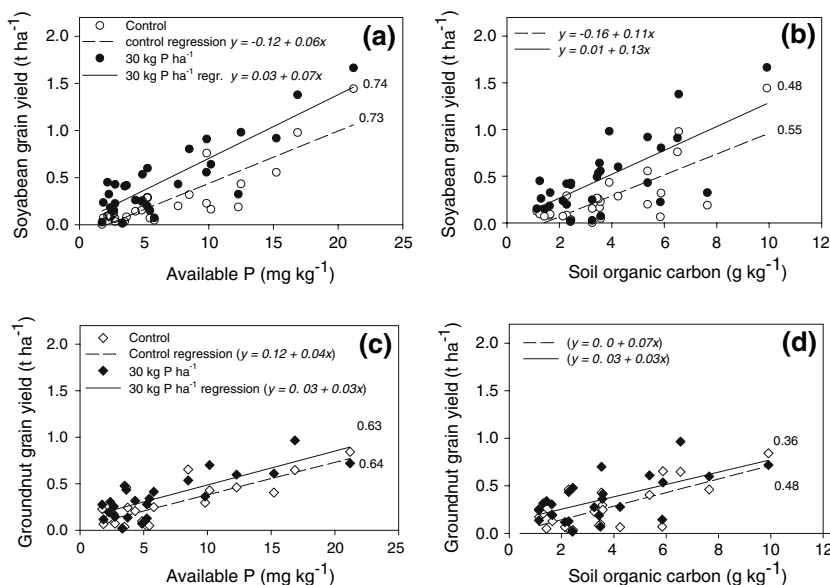 (a)
Control
control regression y = -0.12 + 0.06x
30 kg P ha-1
30 kg P ha-1 regr. y = 0.03 + 0.07x
0.74
0.73
Soyabean grain yield (t ha-1)
2.0
1.5
1.0
0.5
0.0
0 5 10 15 20 25
Available P (mg kg-1)
(b)
y = -0.16 + 0.11x
y = 0.01 + 0.13x
0.48
0.55
Soyabean grain yield (t ha-1)
2.0
1.5
1.0
0.5
0.0
0 2 4 6 8 10 12
Soil organic carbon (g kg-1)
(c)
Control
Control regression (y = 0.12 + 0.04x)
30 kg P ha-1
30 kg P ha-1 regression (y = 0. 03 + 0.03x)
0.63
0.64
Groundnut grain yield (t ha-1)
2.0
1.5
1.0
0.5
0.0
0 5 10 15 20 25
Available P (mg kg-1)
(d)
(y = 0. 0 + 0.07x)
(y = 0. 03 + 0.03x)
0.36
0.48
Groundnut grain yield (t ha-1)
2.0
1.5
1.0
0.5
0.0
0 2 4 6 8 10 12
Soil organic carbon (g kg-1)